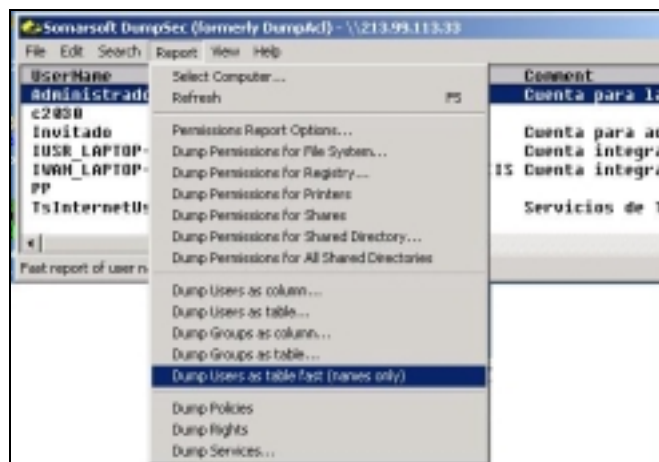 Somarsoft DumpSec (formerly DumpAcl) - \\213.99.113.33
File Edit Search Report View Help
UserName Comment
Administrado Cuenta para la
c2030
Invitado Cuenta para
IUSR_LAPTOP- Cuenta integra
IWAM_LAPTOP- IIS Cuenta integra
PP
TsInternetUs Servicios de T
Fast report of user n
Select Computer...
Refresh F5
Permissions Report Options...
Dump Permissions for File System...
Dump Permissions for Registry...
Dump Permissions for Printers
Dump Permissions for Shares
Dump Permissions for Shared Directory...
Dump Permissions for All Shared Directories
Dump Users as column...
Dump Users as table...
Dump Groups as column...
Dump Groups as table...
Dump Users as table fast (names only)
Dump Policies
Dump Rights
Dump Services...